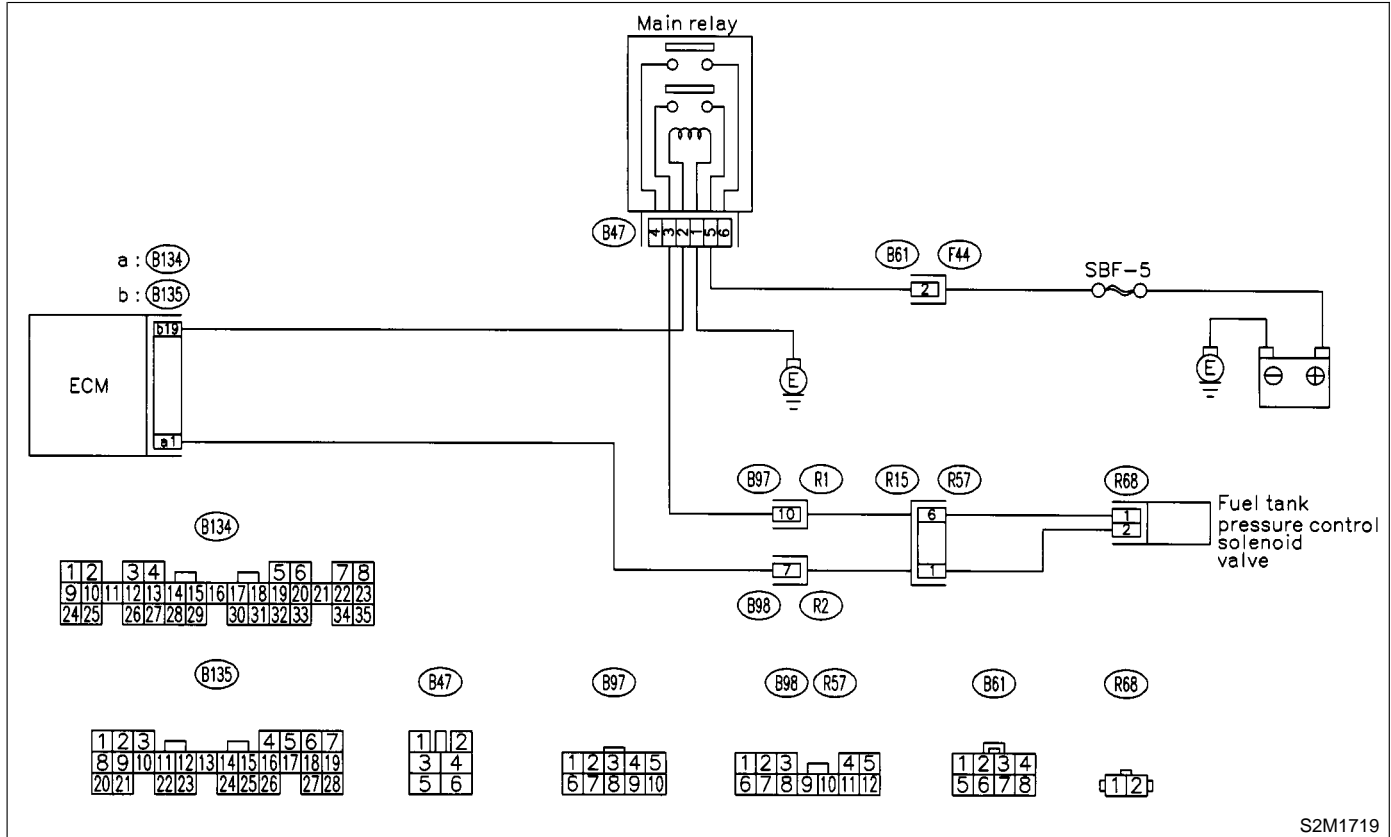 Main relay
B47
4 3 2 1 5 6
B61 F44
SBF-5
2
a : B134
b : B135
b19
E
E
⊖ ⊕
ECM
a1
B97 R1 R15 R57 R68
10 6 1
Fuel tank
pressure control
solenoid
valve
2
7 1
B98 R2
B134
1 2 3 4 5 6 7 8
9 10 11 12 13 14 15 16 17 18 19 20 21 22 23
24 25 26 27 28 29 30 31 32 33 34 35
B135 B47 B97 B98 R57 B61 R68
1 2 3 4 5 6 7
8 9 10 11 12 13 14 15 16 17 18 19
20 21 22 23 24 25 26 27 28
1 2
3 4
5 6
1 2 3 4 5
6 7 8 9 10
1 2 3 4 5
6 7 8 9 10 11 12
1 2 3 4
5 6 7 8
1 2
S2M1719